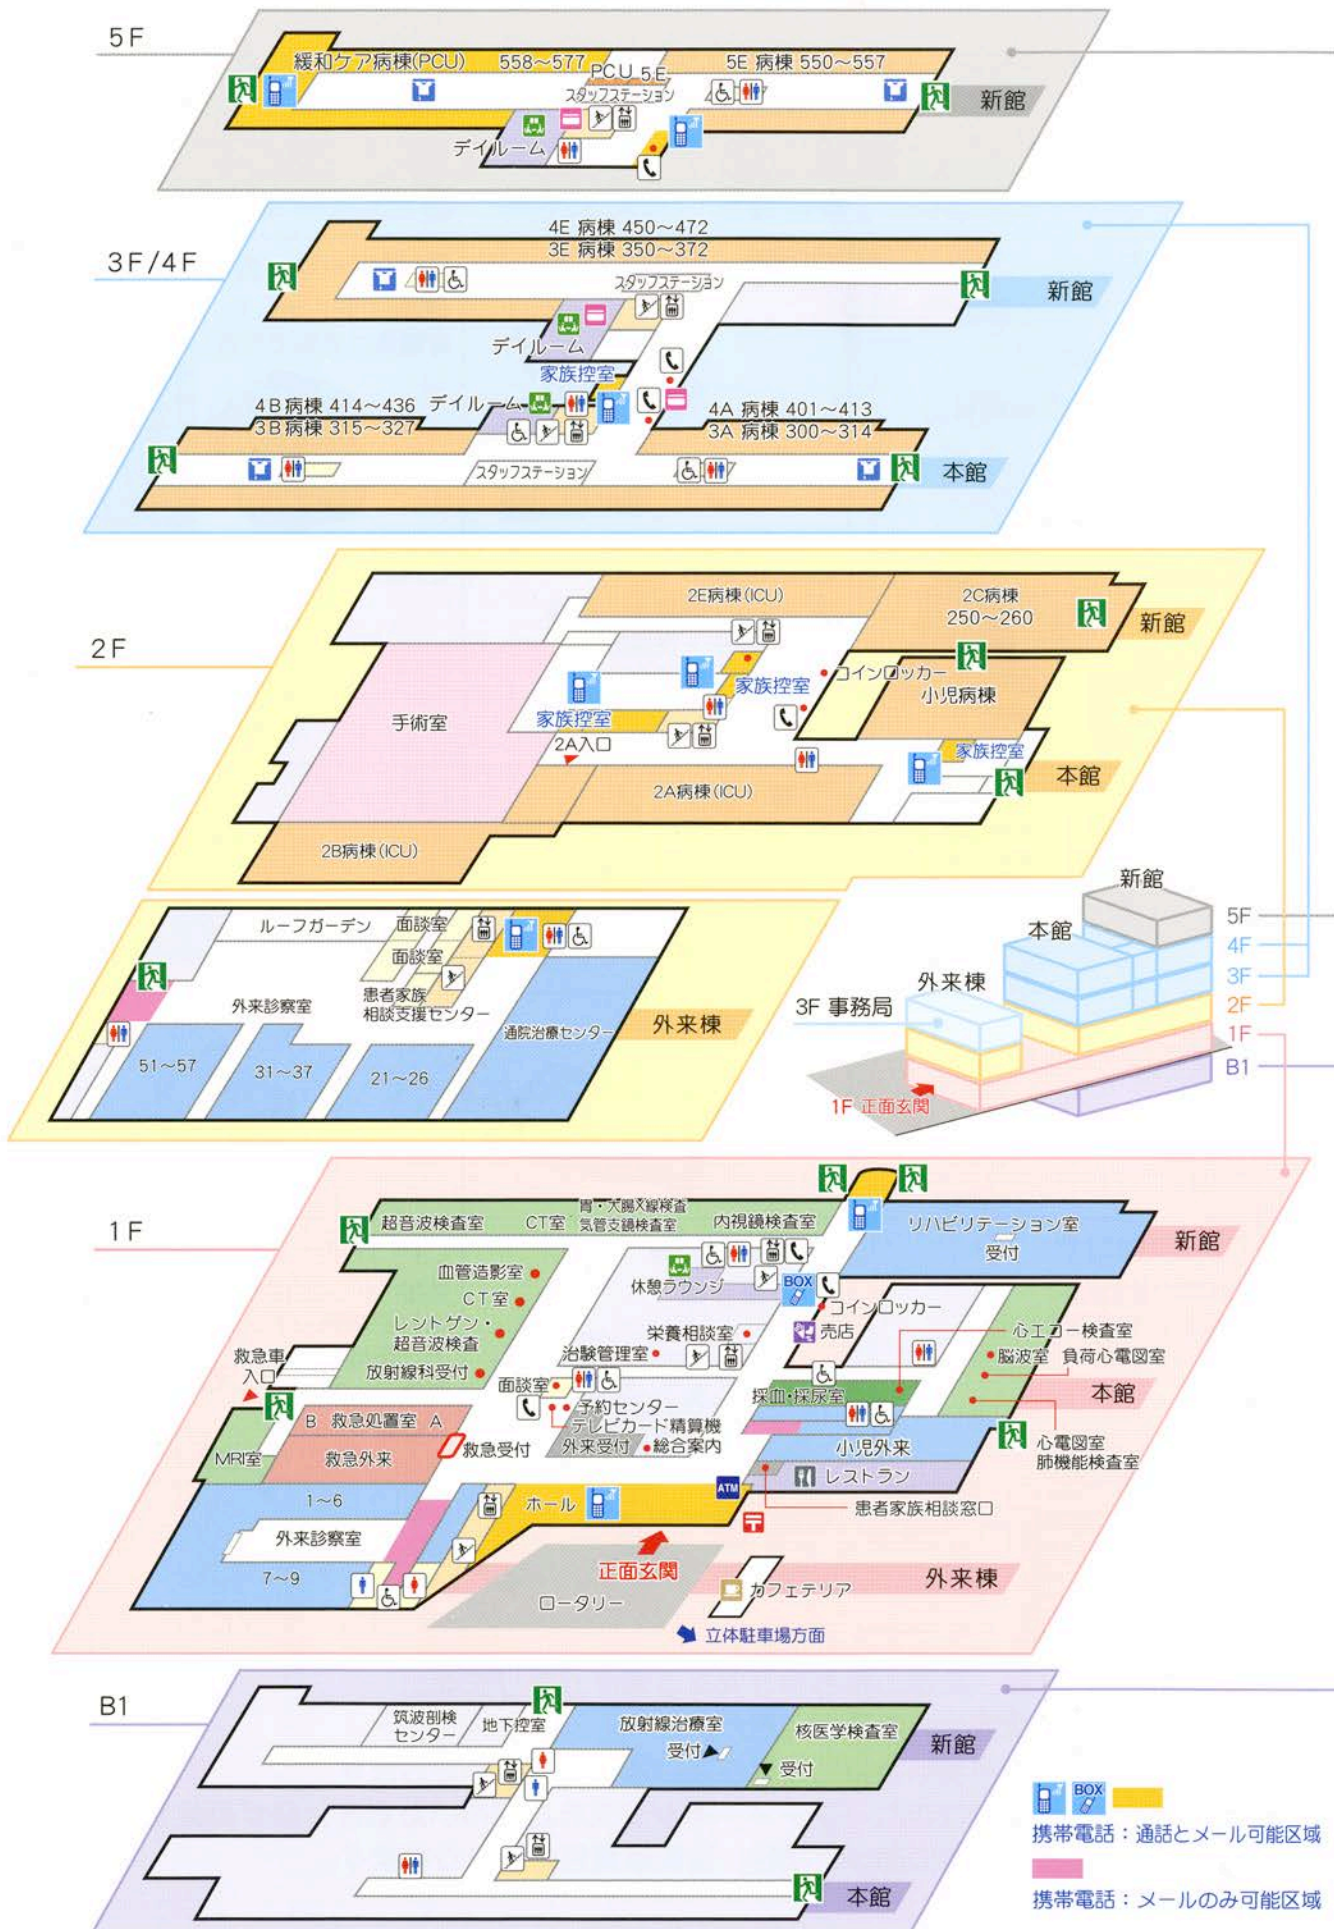 5F
緩和ケア病棟(PCU)　558〜577
PCU 5E
スタッフステーション
5E 病棟 550〜557
新館
デイルーム
3F/4F
4E 病棟 450〜472
3E 病棟 350〜372
スタッフステーション
新館
デイルーム
家族控室
4B病棟 414〜436
3B病棟 315〜327
デイルーム
4A 病棟 401〜413
3A 病棟 300〜314
スタッフステーション
本館
2F
2E病棟(ICU)
2C病棟
250〜260
新館
コインロッカー
家族控室
小児病棟
手術室
家族控室
2A入口
家族控室
本館
2A病棟(ICU)
2B病棟(ICU)
ルーフガーデン
面談室
面談室
患者家族
相談支援センター
外来診察室
通院治療センター
外来棟
51〜57
31〜37
21〜26
新館
本館
外来棟
3F 事務局
5F
4F
3F
2F
1F
B1
1F 正面玄関
1F
超音波検査室
CT室
胃・大腸X線検査
気管支鏡検査室
内視鏡検査室
リハビリテーション室
受付
新館
血管造影室
CT室
レントゲン・
超音波検査
放射線科受付
休憩ラウンジ
BOX
コインロッカー
売店
栄養相談室
治験管理室
心エコー検査室
脳波室
負荷心電図室
救急車
入口
面談室
予約センター
テレビカード精算機
外来受付
総合案内
採血・採尿室
本館
B 救急処置室 A
救急受付
MRI室
救急外来
小児外来
心電図室
肺機能検査室
レストラン
患者家族相談窓口
1〜6
外来診察室
7〜9
ホール
ATM
正面玄関
外来棟
ロータリー
カフェテリア
立体駐車場方面
B1
筑波剖検
センター
地下控室
放射線治療室
受付
核医学検査室
受付
新館
本館
BOX
携帯電話：通話とメール可能区域
携帯電話：メールのみ可能区域